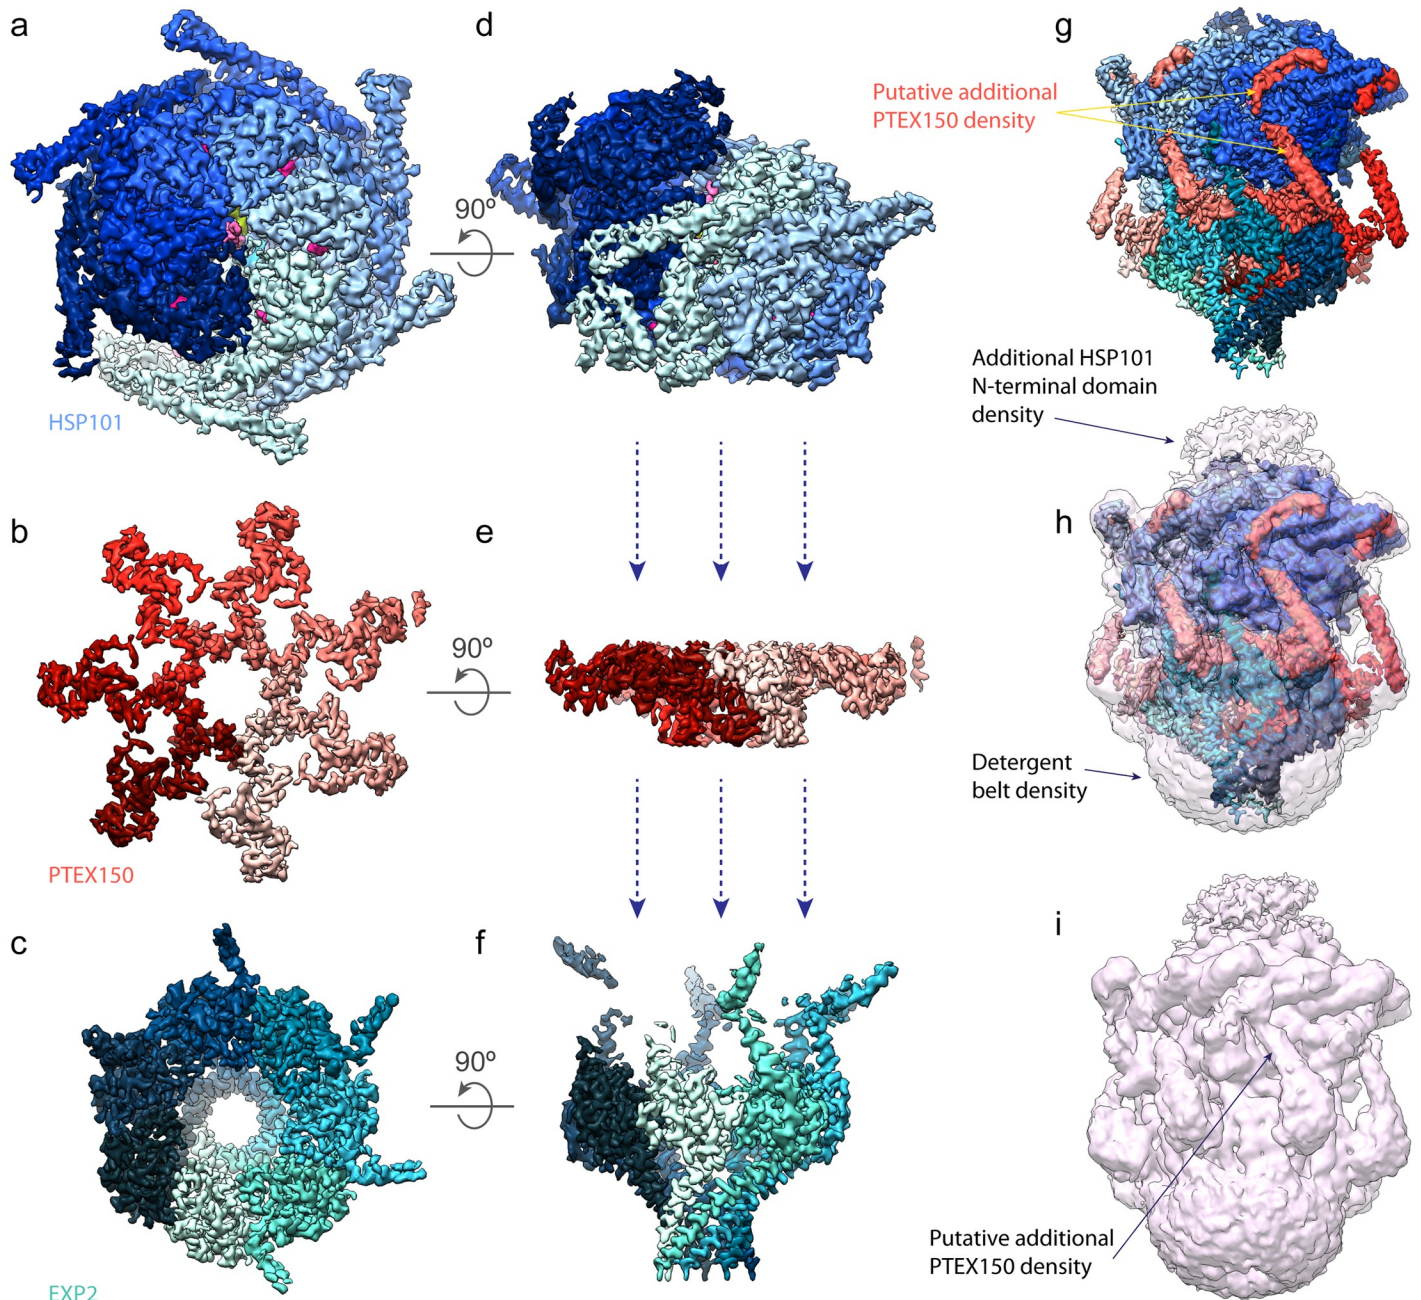 a
d
g
Putative additional
PTEX150 density
90º
HSP101
Additional HSP101
N-terminal domain
density
b
e
h
90º
Detergent
belt density
PTEX150
c
f
i
90º
Putative additional
PTEX150 density
EXP2